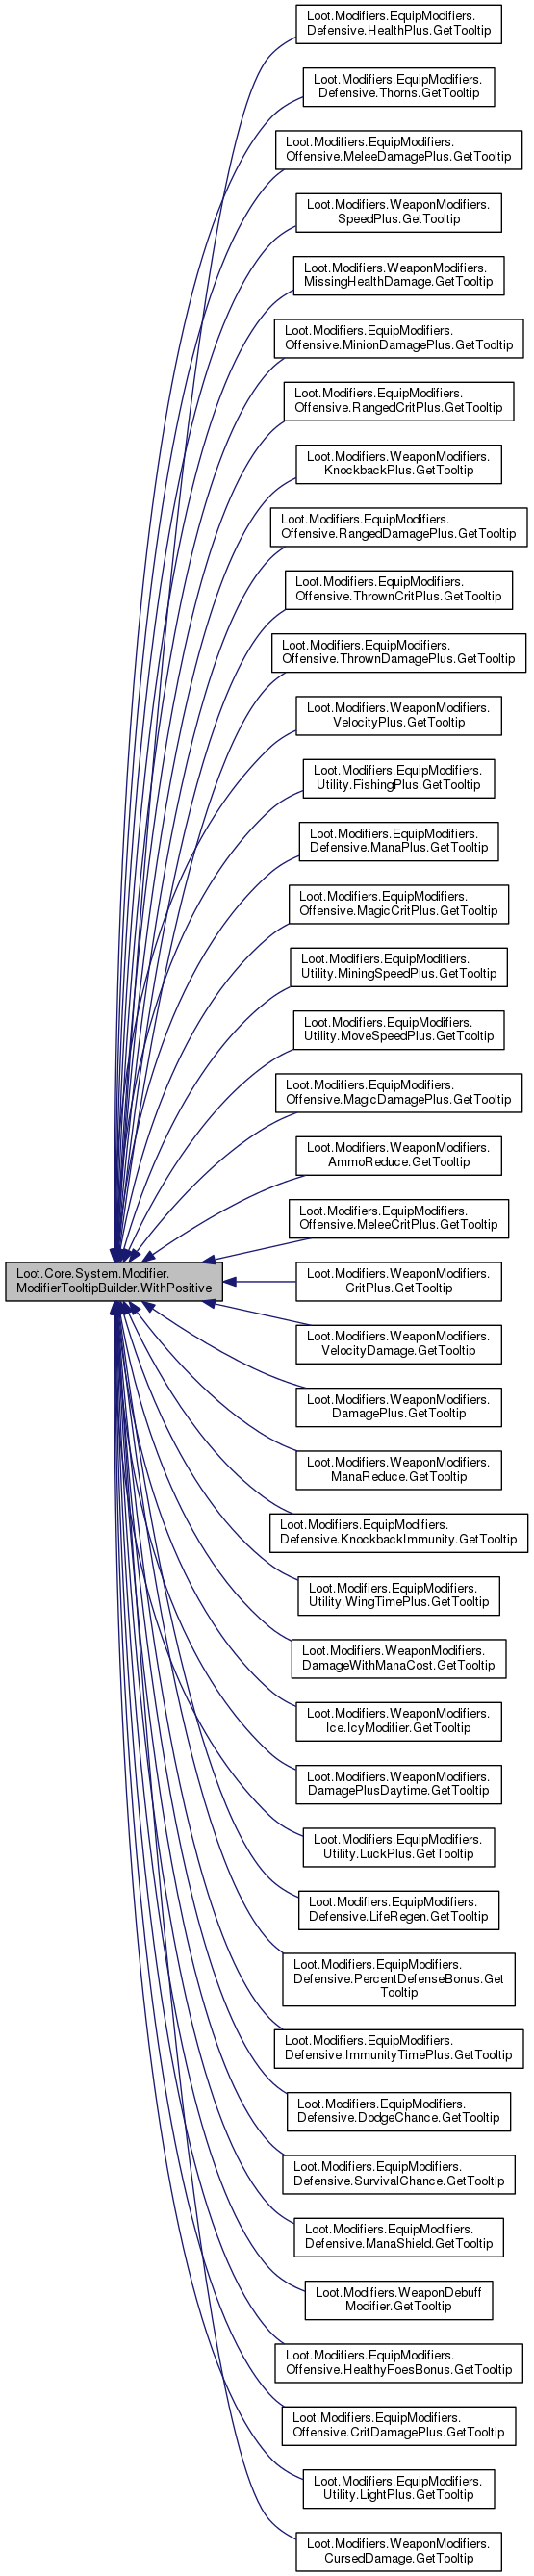 Loot.Modifiers.EquipModifiers.
Defensive.HealthPlus.GetTooltip
Loot.Modifiers.EquipModifiers.
Defensive.Thorns.GetTooltip
Loot.Modifiers.EquipModifiers.
Offensive.MeleeDamagePlus.GetTooltip
Loot.Modifiers.WeaponModifiers.
SpeedPlus.GetTooltip
Loot.Modifiers.WeaponModifiers.
MissingHealthDamage.GetTooltip
Loot.Modifiers.EquipModifiers.
Offensive.MinionDamagePlus.GetTooltip
Loot.Modifiers.EquipModifiers.
Offensive.RangedCritPlus.GetTooltip
Loot.Modifiers.WeaponModifiers.
KnockbackPlus.GetTooltip
Loot.Modifiers.EquipModifiers.
Offensive.RangedDamagePlus.GetTooltip
Loot.Modifiers.EquipModifiers.
Offensive.ThrownCritPlus.GetTooltip
Loot.Modifiers.EquipModifiers.
Offensive.ThrownDamagePlus.GetTooltip
Loot.Modifiers.WeaponModifiers.
VelocityPlus.GetTooltip
Loot.Modifiers.EquipModifiers.
Utility.FishingPlus.GetTooltip
Loot.Modifiers.EquipModifiers.
Defensive.ManaPlus.GetTooltip
Loot.Modifiers.EquipModifiers.
Offensive.MagicCritPlus.GetTooltip
Loot.Modifiers.EquipModifiers.
Utility.MiningSpeedPlus.GetTooltip
Loot.Modifiers.EquipModifiers.
Utility.MoveSpeedPlus.GetTooltip
Loot.Modifiers.EquipModifiers.
Offensive.MagicDamagePlus.GetTooltip
Loot.Modifiers.WeaponModifiers.
AmmoReduce.GetTooltip
Loot.Modifiers.EquipModifiers.
Offensive.MeleeCritPlus.GetTooltip
Loot.Core.System.Modifier.
ModifierTooltipBuilder.WithPositive
Loot.Modifiers.WeaponModifiers.
CritPlus.GetTooltip
Loot.Modifiers.WeaponModifiers.
VelocityDamage.GetTooltip
Loot.Modifiers.WeaponModifiers.
DamagePlus.GetTooltip
Loot.Modifiers.WeaponModifiers.
ManaReduce.GetTooltip
Loot.Modifiers.EquipModifiers.
Defensive.KnockbackImmunity.GetTooltip
Loot.Modifiers.EquipModifiers.
Utility.WingTimePlus.GetTooltip
Loot.Modifiers.WeaponModifiers.
DamageWithManaCost.GetTooltip
Loot.Modifiers.WeaponModifiers.
Ice.IcyModifier.GetTooltip
Loot.Modifiers.WeaponModifiers.
DamagePlusDaytime.GetTooltip
Loot.Modifiers.EquipModifiers.
Utility.LuckPlus.GetTooltip
Loot.Modifiers.EquipModifiers.
Defensive.LifeRegen.GetTooltip
Loot.Modifiers.EquipModifiers.
Defensive.PercentDefenseBonus.Get
Tooltip
Loot.Modifiers.EquipModifiers.
Defensive.ImmunityTimePlus.GetTooltip
Loot.Modifiers.EquipModifiers.
Defensive.DodgeChance.GetTooltip
Loot.Modifiers.EquipModifiers.
Defensive.SurvivalChance.GetTooltip
Loot.Modifiers.EquipModifiers.
Defensive.ManaShield.GetTooltip
Loot.Modifiers.WeaponDebuff
Modifier.GetTooltip
Loot.Modifiers.EquipModifiers.
Offensive.HealthyFoesBonus.GetTooltip
Loot.Modifiers.EquipModifiers.
Offensive.CritDamagePlus.GetTooltip
Loot.Modifiers.EquipModifiers.
Utility.LightPlus.GetTooltip
Loot.Modifiers.WeaponModifiers.
CursedDamage.GetTooltip